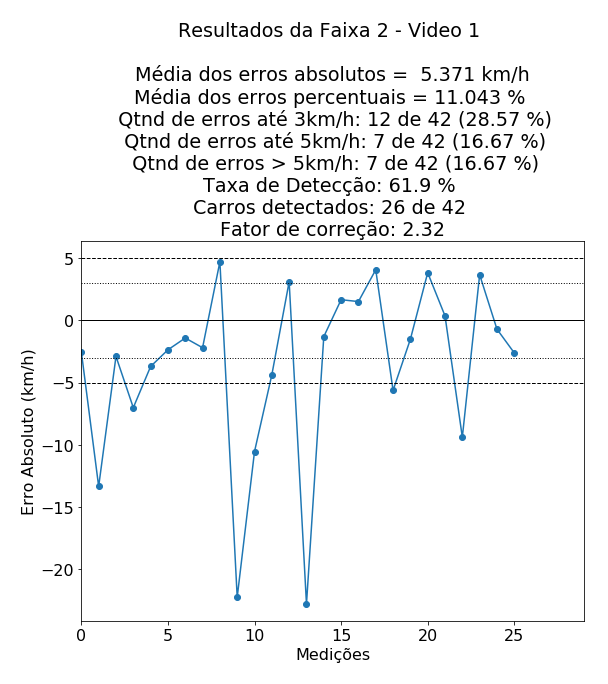 Resultados da Faixa 2 - Video 1
Média dos erros absolutos = 5.371 km/h
Média dos erros percentuais = 11.043 %
Qtnd de erros até 3km/h: 12 de 42 (28.57 %)
Qtnd de erros até 5km/h: 7 de 42 (16.67 %)
Qtnd de erros > 5km/h: 7 de 42 (16.67 %)
Taxa de Detecção: 61.9 %
Carros detectados: 26 de 42
Fator de correção: 2.32
5
0
−5
−10
−15
−20
Erro Absoluto (km/h)
0 5 10 15 20 25
Medições